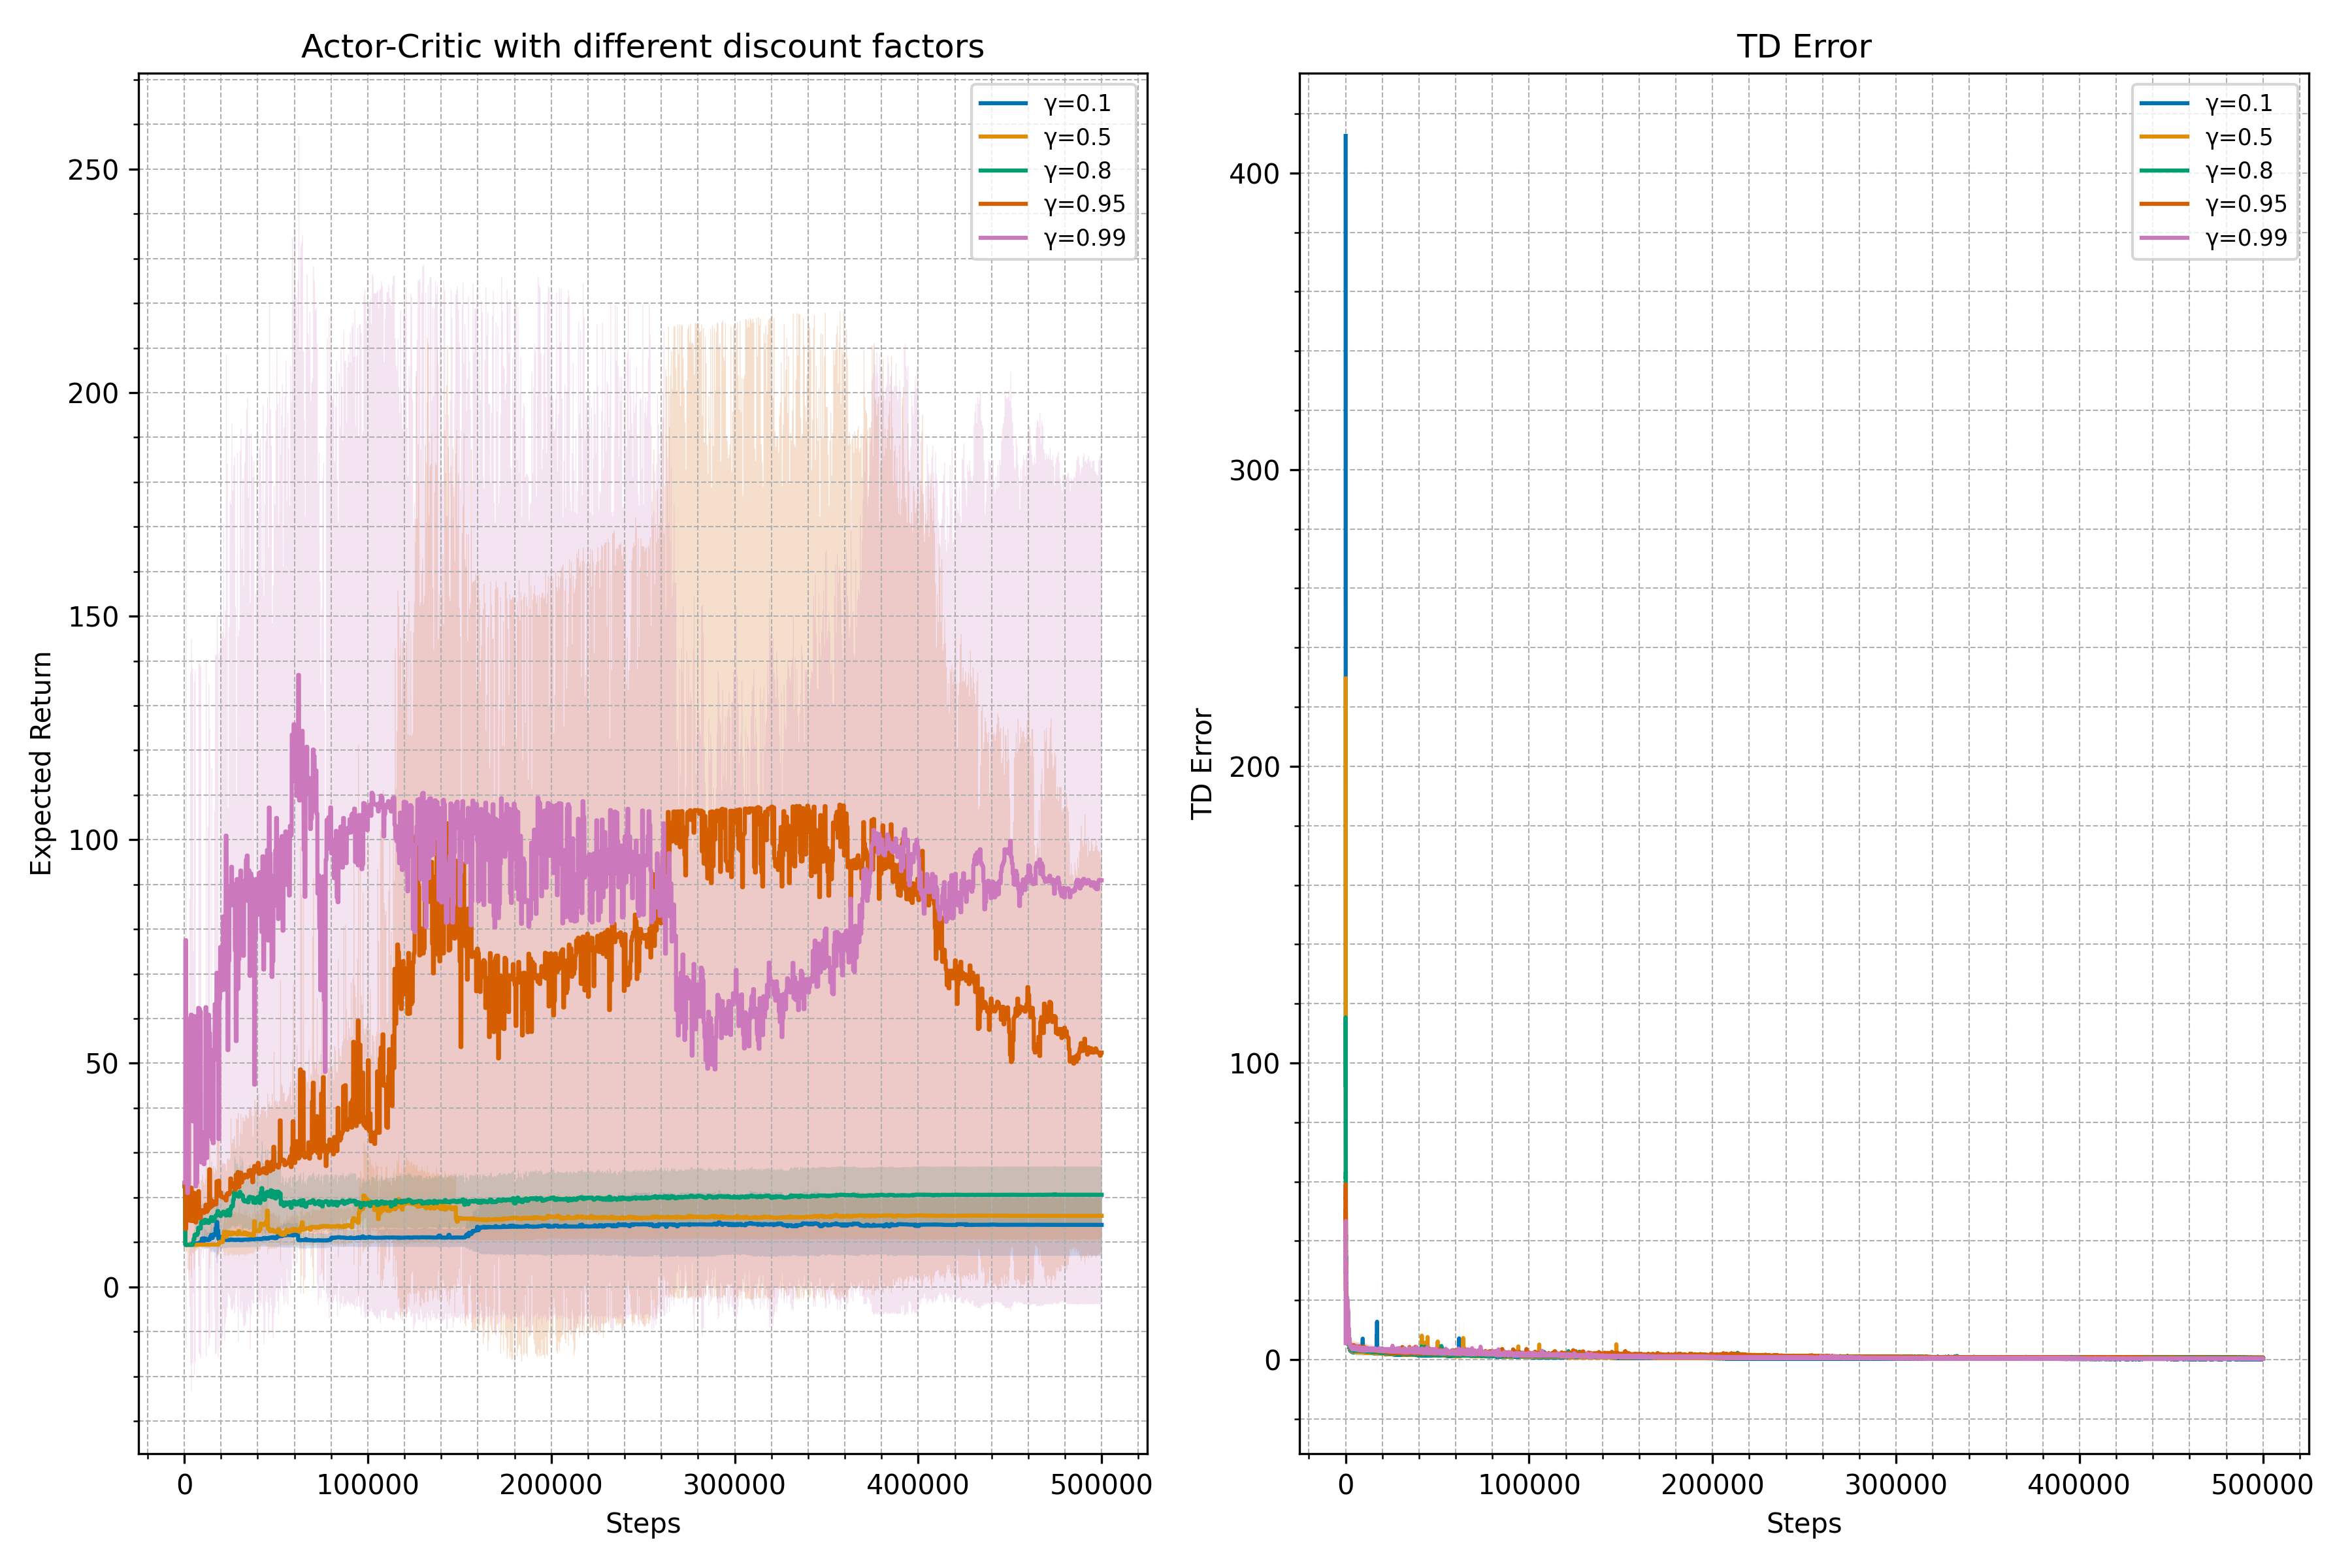 Actor-Critic with different discount factors
γ=0.1
γ=0.5
γ=0.8
γ=0.95
γ=0.99
250
200
150
100
50
0
Expected Return
0
100000
200000
300000
400000
500000
Steps
TD Error
γ=0.1
γ=0.5
γ=0.8
γ=0.95
γ=0.99
400
300
200
100
0
TD Error
0
100000
200000
300000
400000
500000
Steps